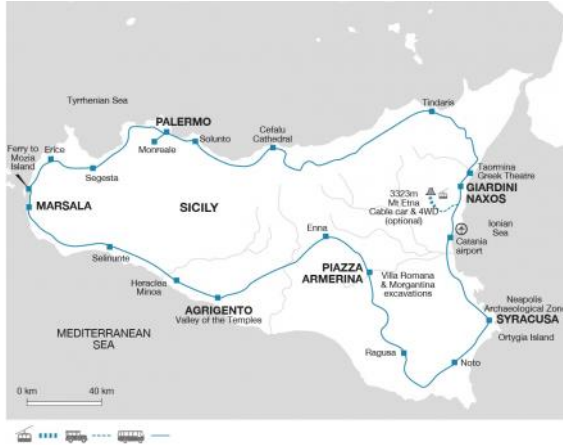 Tyrrhenian Sea
Tindaris
PALERMO
Cefalu
Cathedral
Ferry to
Mozia
Island
Erice
Monreale
Solunto
Segesta
Taormina
Greek Theatre
3323m
Mt Etna
Cable car & 4WD
(optional)
GIARDINI
NAXOS
MARSALA
SICILY
Ionian
Sea
Enna
Catania
airport
Selinunte
PIAZZA
ARMERINA
Villa Romana
& Morgantina
excavations
Heraclea
Minoa
AGRIGENTO
Valley of the Temples
Neapolis
Archaeological Zone
SYRACUSA
Ortygia Island
MEDITERRANEAN
SEA
Ragusa
Noto
0 km
40 km